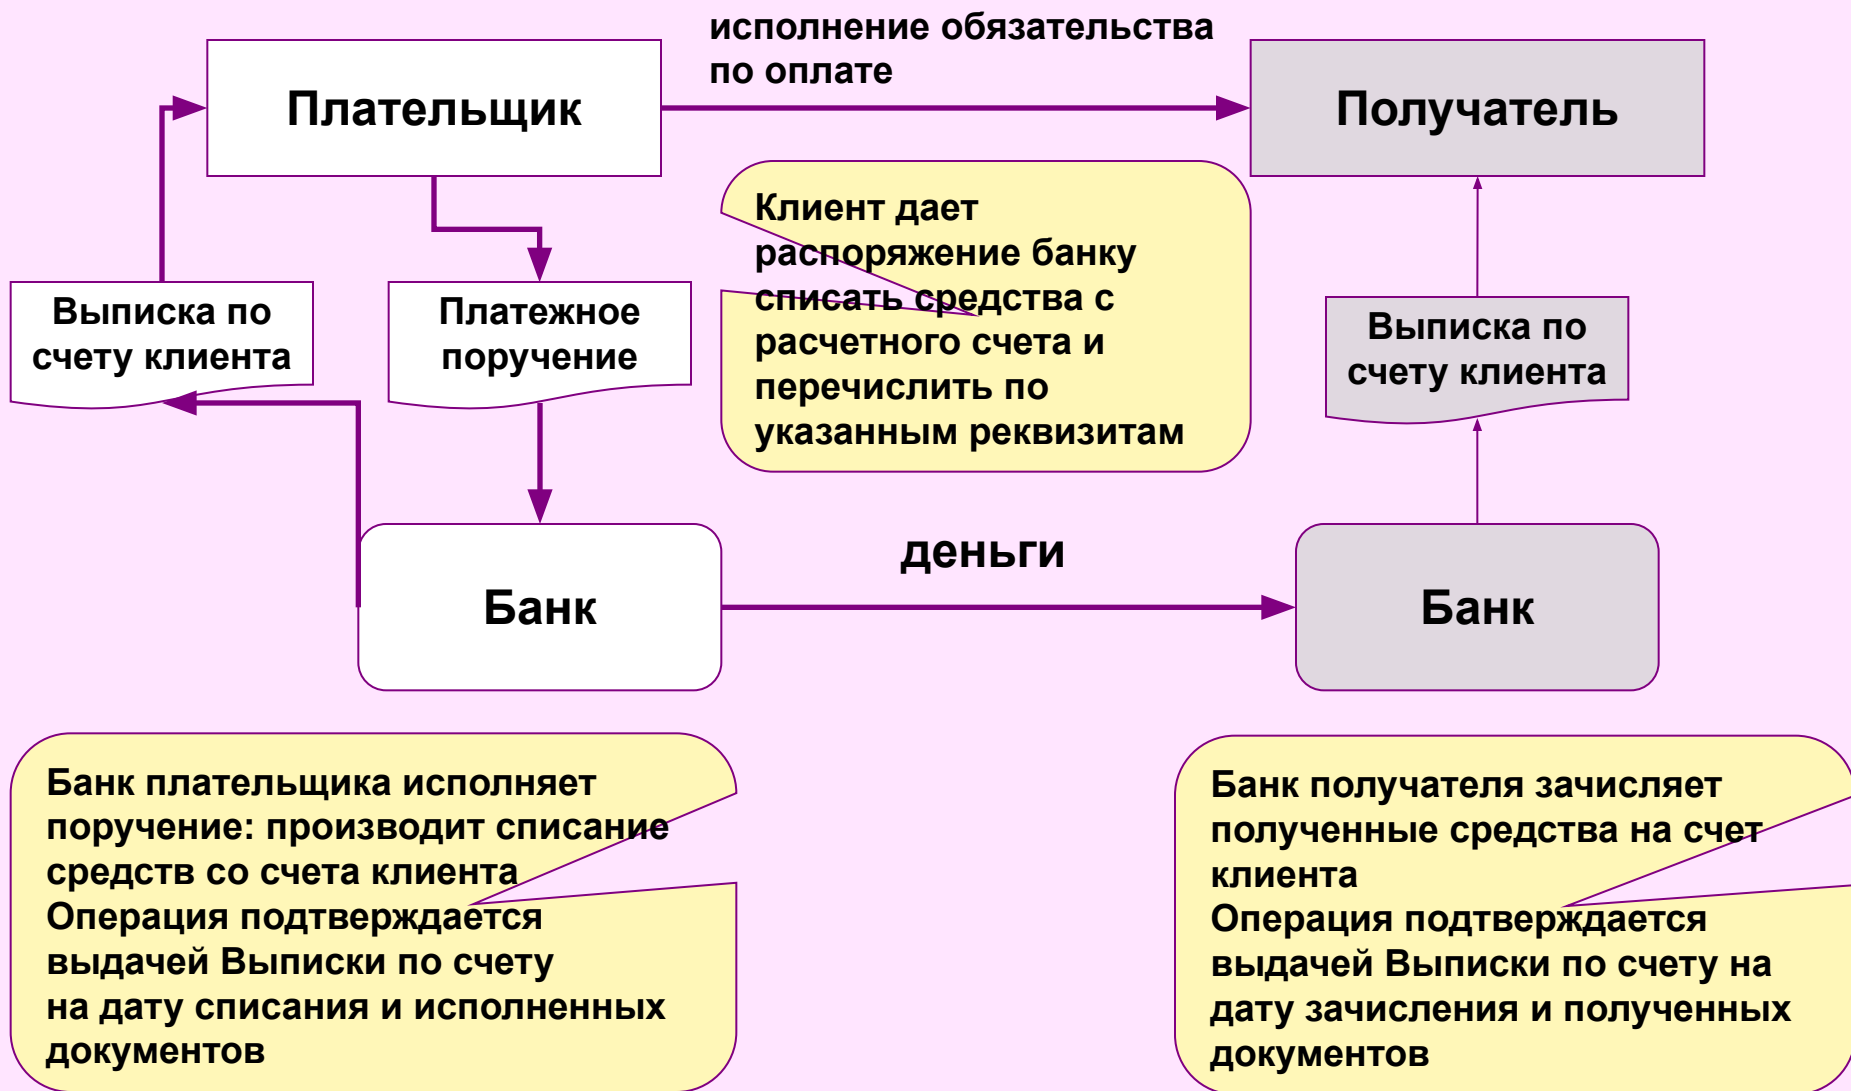 исполнение обязательства
по оплате
Плательщик
Получатель
Клиент дает
распоряжение банку
списать средства с
расчетного счета и
перечислить по
указанным реквизитам
Выписка по
счету клиента
Платежное
поручение
Выписка по
счету клиента
деньги
Банк
Банк
Банк плательщика исполняет
поручение: производит списание
средств со счета клиента
Операция подтверждается
выдачей Выписки по счету
на дату списания и исполненных
документов
Банк получателя зачисляет
полученные средства на счет
клиента
Операция подтверждается
выдачей Выписки по счету на
дату зачисления и полученных
документов